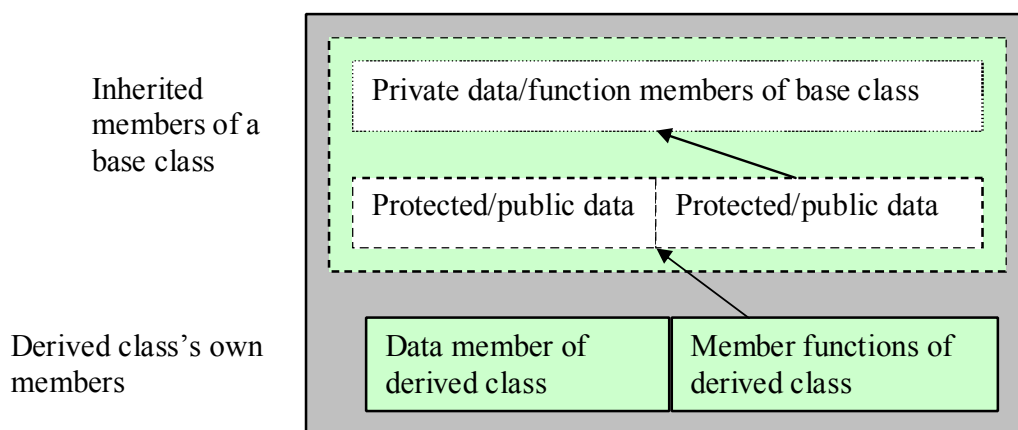 Inherited
members of a
base class
Private data/function members of base class
Protected/public data
Protected/public data
Derived class’s own
members
Data member of
derived class
Member functions of
derived class